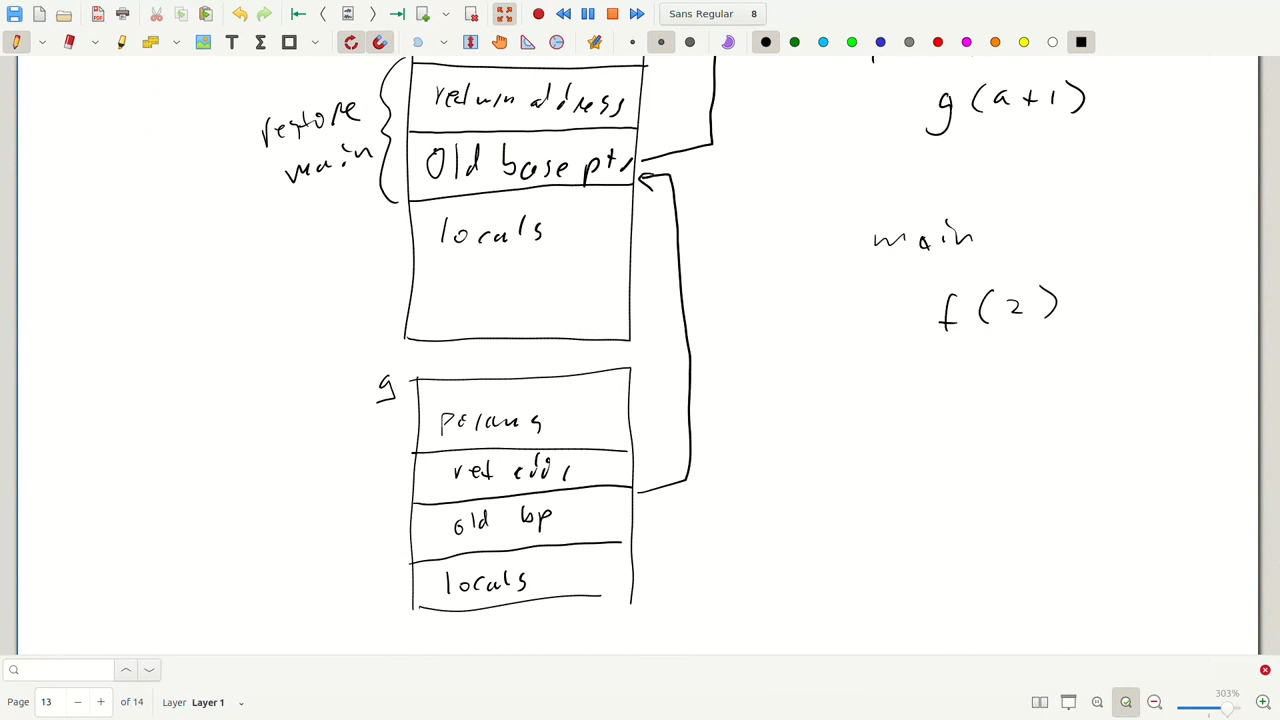 Sans Regular 8
return address
restore
main
Old base ptr
g(a+1)
locals
main
f(2)
g
params
ret addr
old bp
locals
Page 13 of 14 Layer Layer 1
303%